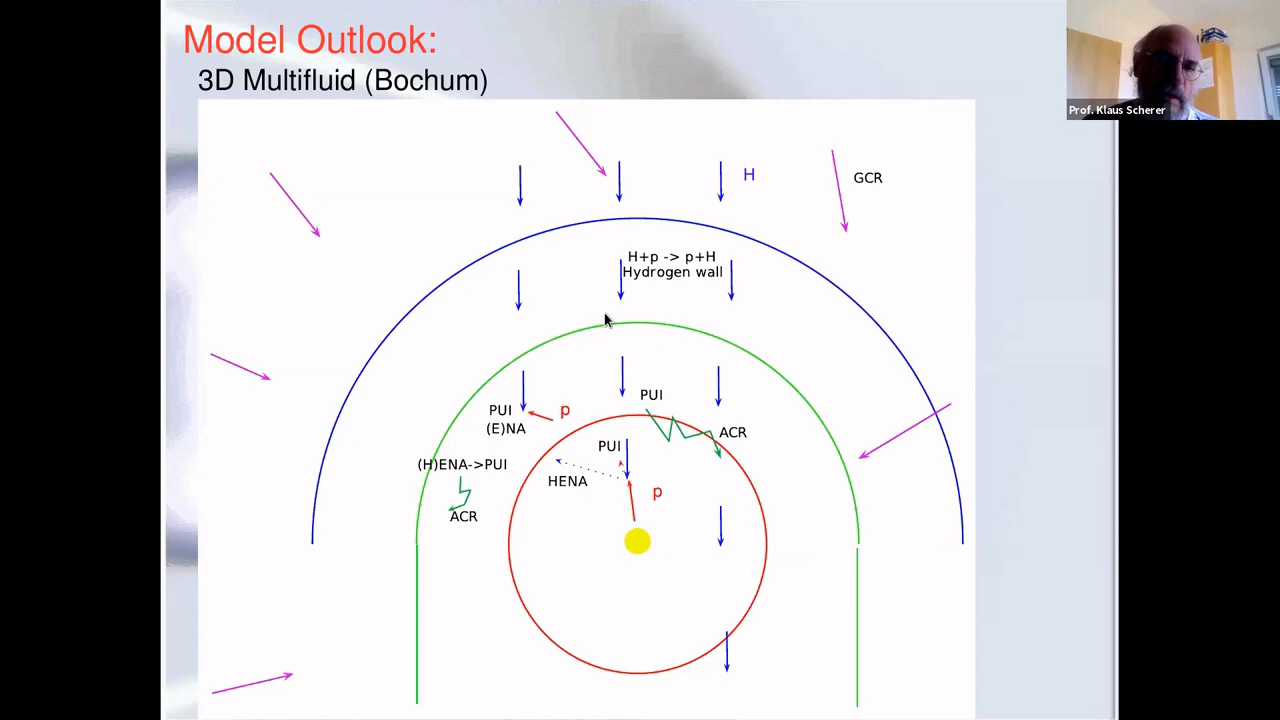 Model Outlook:
3D Multifluid (Bochum)
Prof. Klaus Scherer
H
GCR
H+p -> p+H
Hydrogen wall
PUI
PUI
p
(E)NA
ACR
PUI
(H)ENA->PUI
HENA
p
ACR